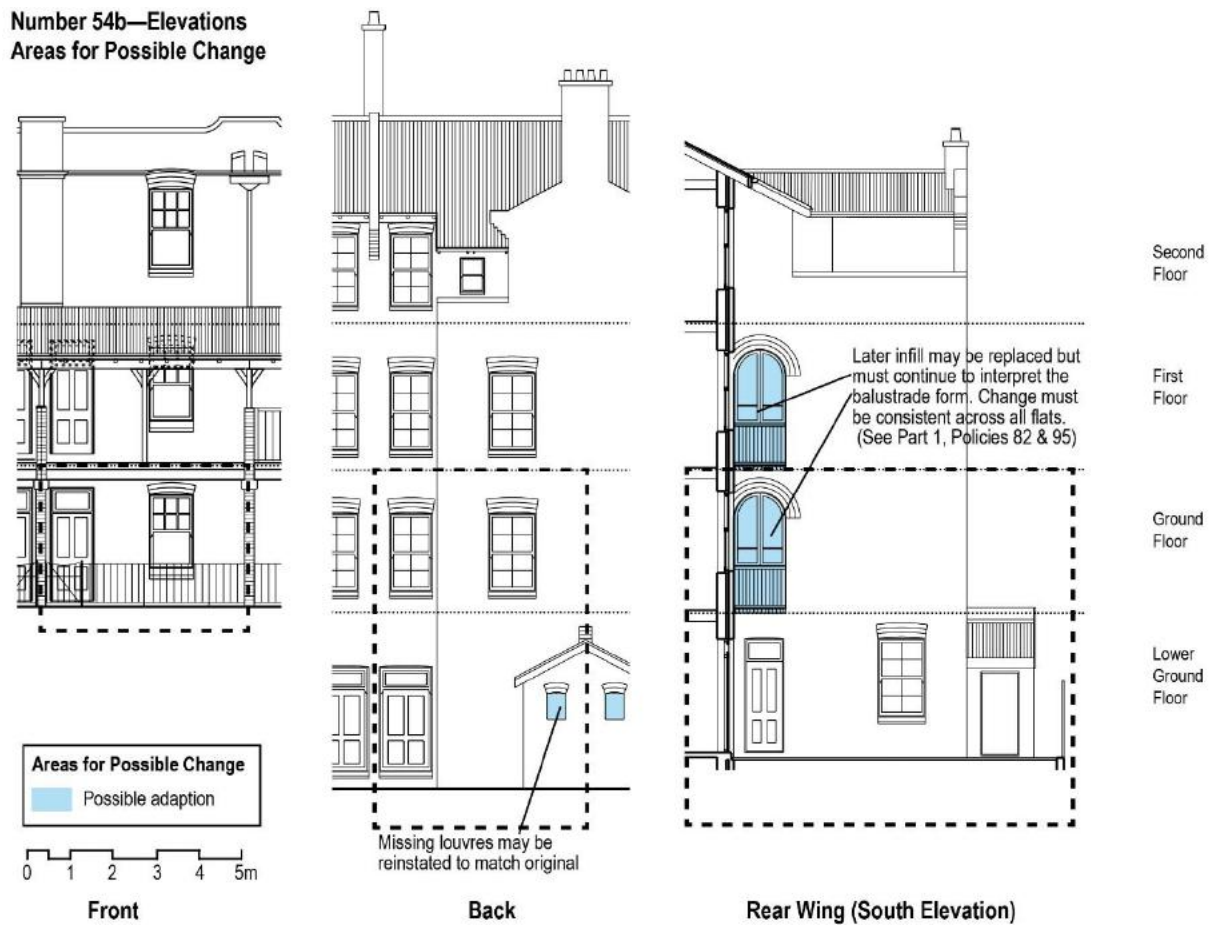 Number 54b—Elevations
Areas for Possible Change
Second
Floor
Later infill may be replaced but
must continue to interpret the
balustrade form. Change must
be consistent across all flats.
(See Part 1, Policies 82 & 95)
First
Floor
Ground
Floor
Lower
Ground
Floor
Areas for Possible Change
Possible adaption
Missing louvres may be
reinstated to match original
0 1 2 3 4 5m
Front
Back
Rear Wing (South Elevation)